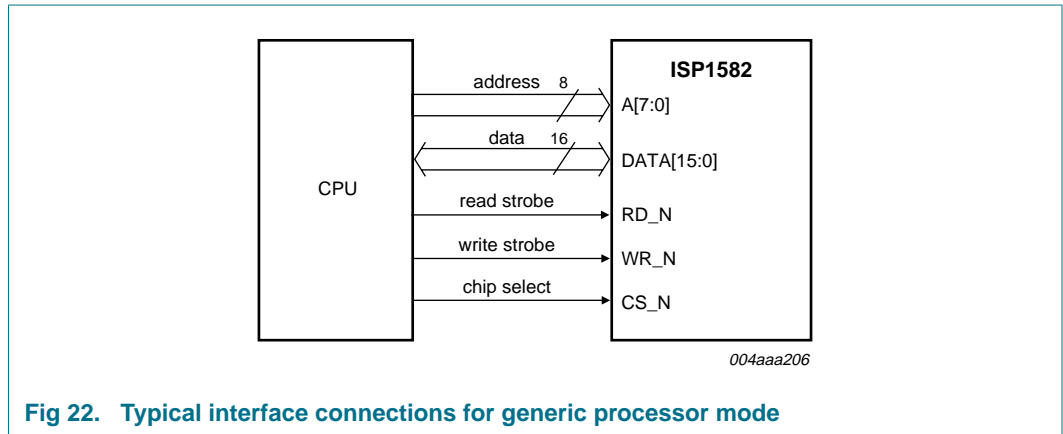 ISP1582
address 8
A[7:0]
data 16
DATA[15:0]
CPU
read strobe
RD_N
write strobe
WR_N
chip select
CS_N
004aaa206
Fig 22. Typical interface connections for generic processor mode